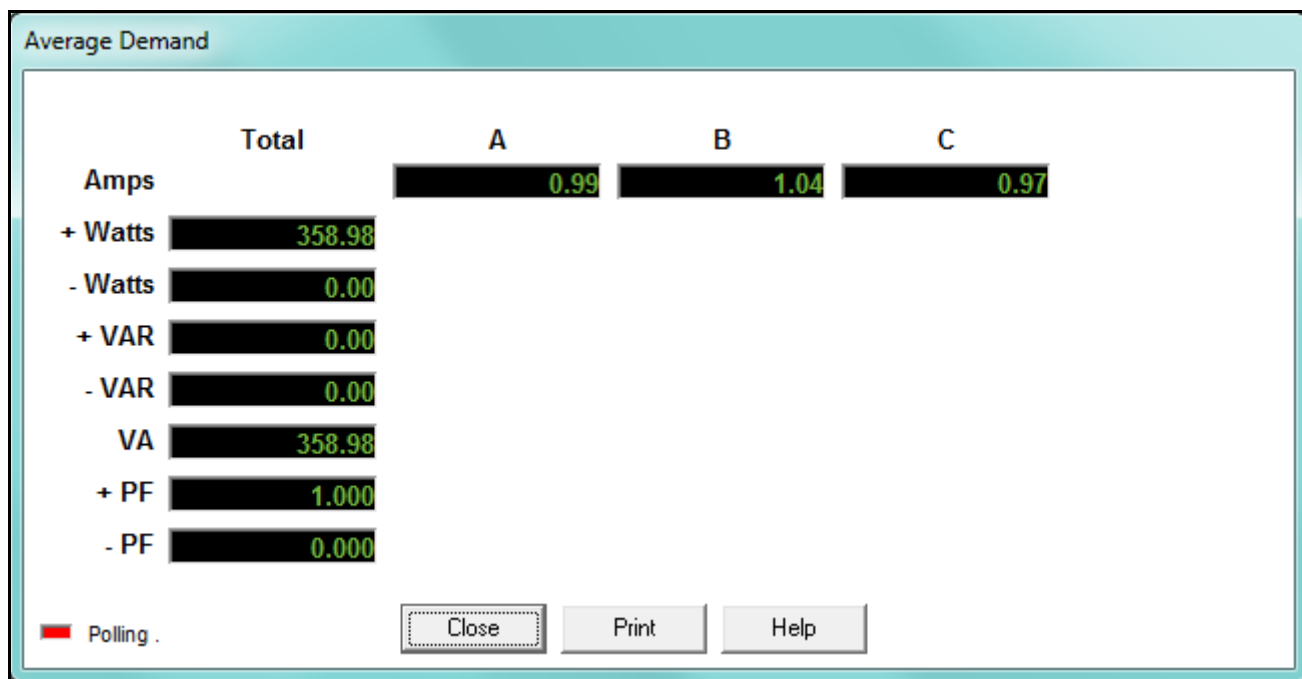 Average Demand
Total A B C
Amps 0.99 1.04 0.97
+ Watts 358.98
- Watts 0.00
+ VAR 0.00
- VAR 0.00
VA 358.98
+ PF 1.000
- PF 0.000
Polling . Close Print Help